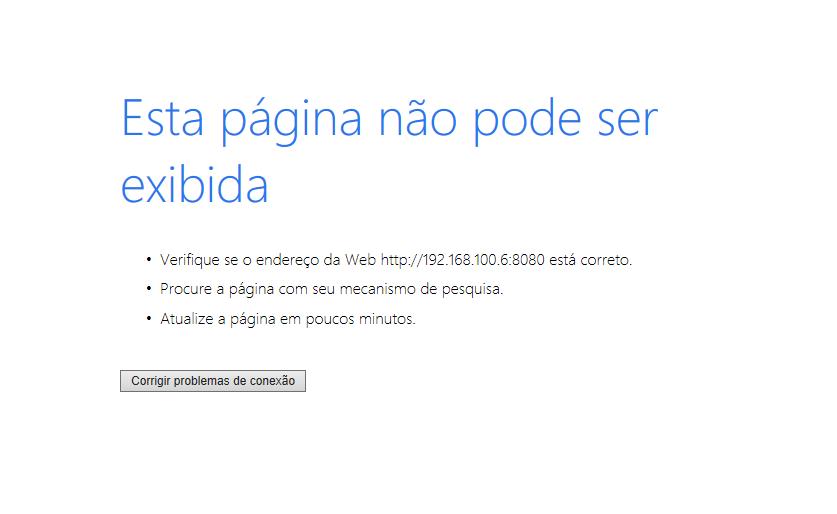 Esta página não pode ser
exibida
• Verifique se o endereço da Web http://192.168.100.6:8080 está correto.
• Procure a página com seu mecanismo de pesquisa.
• Atualize a página em poucos minutos.
Corrigir problemas de conexão